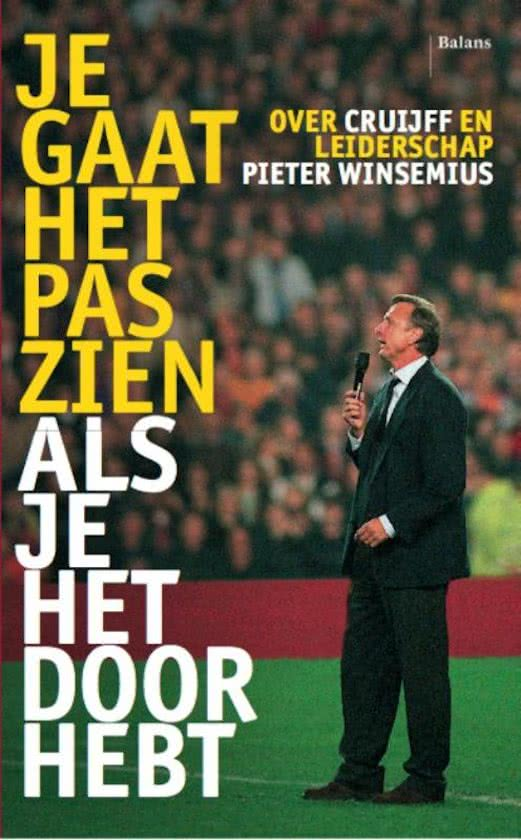 Balans
OVER CRUIJFF EN
LEIDERSCHAP
PIETER WINSEMIUS
JE
GAAT
HET
PAS
ZIEN
ALS
JE
HET
DOOR
HEBT